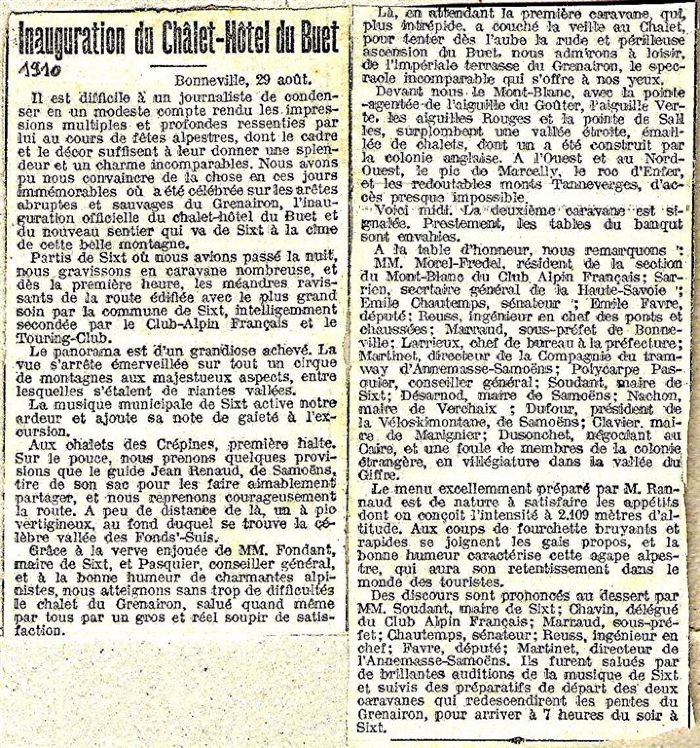 Inauguration du Châlet-Hôtel du Buet
1910
Bonneville, 29 août.
Il est difficile à un journaliste de conden-
ser en un modeste compte rendu les impres-
sions multiples et profondes ressenties par
lui au cours de fêtes alpestres, dont le cadre
et le décor suffisent à leur donner une splen-
deur et un charme incomparables. Nous avons
pu nous convaincre de la chose en ces jours
immémorables où a été célébrée sur les arêtes
abruptes et sauvages du Grenairon, l'inau-
guration officielle du chalet-hôtel du Buet et
du nouveau sentier qui va de Sixt à la cîme
de cette belle montagne.
Partis de Sixt où nous avions passé la nuit,
nous gravissons en caravane nombreuse, et
dès la première heure, les méandres ravis-
sants de la route édifiée avec le plus grand
soin par la commune de Sixt, intelligemment
secondée par le Club-Alpin Français et le
Touring-Club.
Le panorama est d'un grandiose achevé. La
vue s'arrête émerveillée sur tout un cirque
de montagnes aux majestueux aspects, entre
lesquelles s'étalent de riantes vallées.
La musique municipale de Sixt active notre
ardeur et ajoute sa note de gaieté à l'ex-
cursion.
Aux chalets des Crépines, première halte.
Sur le pouce, nous prenons quelques provi-
sions que le guide Jean Renaud, de Samoëns,
tire de son sac pour les faire aimablement
partager, et nous reprenons courageusement
la route. A peu de distance de là, un à pic
vertigineux, au fond duquel se trouve la cé-
lèbre vallée des Fonds'-Suis.
Grâce à la verve enjouée de MM. Fondant,
maire de Sixt, et Pasquier, conseiller général,
et à la bonne humeur de charmantes alpi-
nistes, nous atteignons sans trop de difficultés
le chalet du Grenairon, salué quand même
par tous par un gros et réel soupir de satis-
faction.
Là, en attendant la première caravane, qui,
plus intrépide, a couché la veille au Chalet,
pour tenter dès l'aube la rude et périlleuse
ascension du Buet, nous admirons à loisir,
de l'impériale terrasse du Grenairon, le spec-
racle incomparable qui s'offre à nos yeux.
Devant nous le Mont-Blanc, avec la pointe
-agentée de l'aiguille du Goûter, l'aiguille Ver-
te, les aiguilles Rouges et la pointe de Sall
les, surplombent une vallée étroite, émail-
lée de chalets, dont un a été construit par
la colonie anglaise. A l'Ouest et au Nord-
Ouest, le pic de Marcelly, le roc d'Enfer,
et les redoutables monts Tanneverges, d'ac-
cès presque impossible.
Voici midi. La deuxième caravane est si-
gnalée. Prestement, les tables du banqut
sont envahies.
A la table d'honneur, nous remarquons :
MM. Morel-Fredel, résident de la section
du Mont-Blanc du Club Alpin Français; Sar-
rien, secrtaire général de la Haute-Savoie ;
Emile Chautemps, sénateur ; Emile Favre,
député; Reuss, ingénieur en chef des ponts et
chaussées; Marraud, sous-préfet de Bonne-
ville; Larrieux, chef de bureau à la préfecture;
Martinet, directeur de la Compagnie du tram-
way d'Annemasse-Samoëns; Polycarpe Pas-
quier, conseiller général; Soudant, maire de
Sixt; Désarnod, maire de Samoëns; Nachon,
maire de Verchaix ; Dufour, président de
la Véloskimontane, de Samoëns; Clavier, mai-
re de Marignier; Dusonchet, négociant au
Caire, et une foule de membres de la colonie
étrangère, en villégiature dans la vallée du
Giffre.
Le menu excellemment préparé par M. Ran-
naud est de nature à satisfaire les appétits
dont on conçoit l'intensité à 2.109 mètres d'al-
titude. Aux coups de fourchette bruyants et
rapides se joignent les gais propos, et la
bonne humeur caractérise cette agape alpes-
tre, qui aura son retentissement dans le
monde des touristes.
Des discours sont prononcés au dessert par
MM. Soudant, maire de Sixt; Chavin, délégué
du Club Alpin Français; Marraud, sous-pré-
fet; Chautemps, sénateur; Reuss, ingénieur en
chef; Favre, député; Martinet, directeur de
l'Annemasse-Samoëns. Ils furent salués par
de brillantes auditions de la musique de Sixt
et suivis des préparatifs de départ des deux
caravanes qui redescendirent les pentes du
Grenairon, pour arriver à 7 heures du soir à
Sixt.